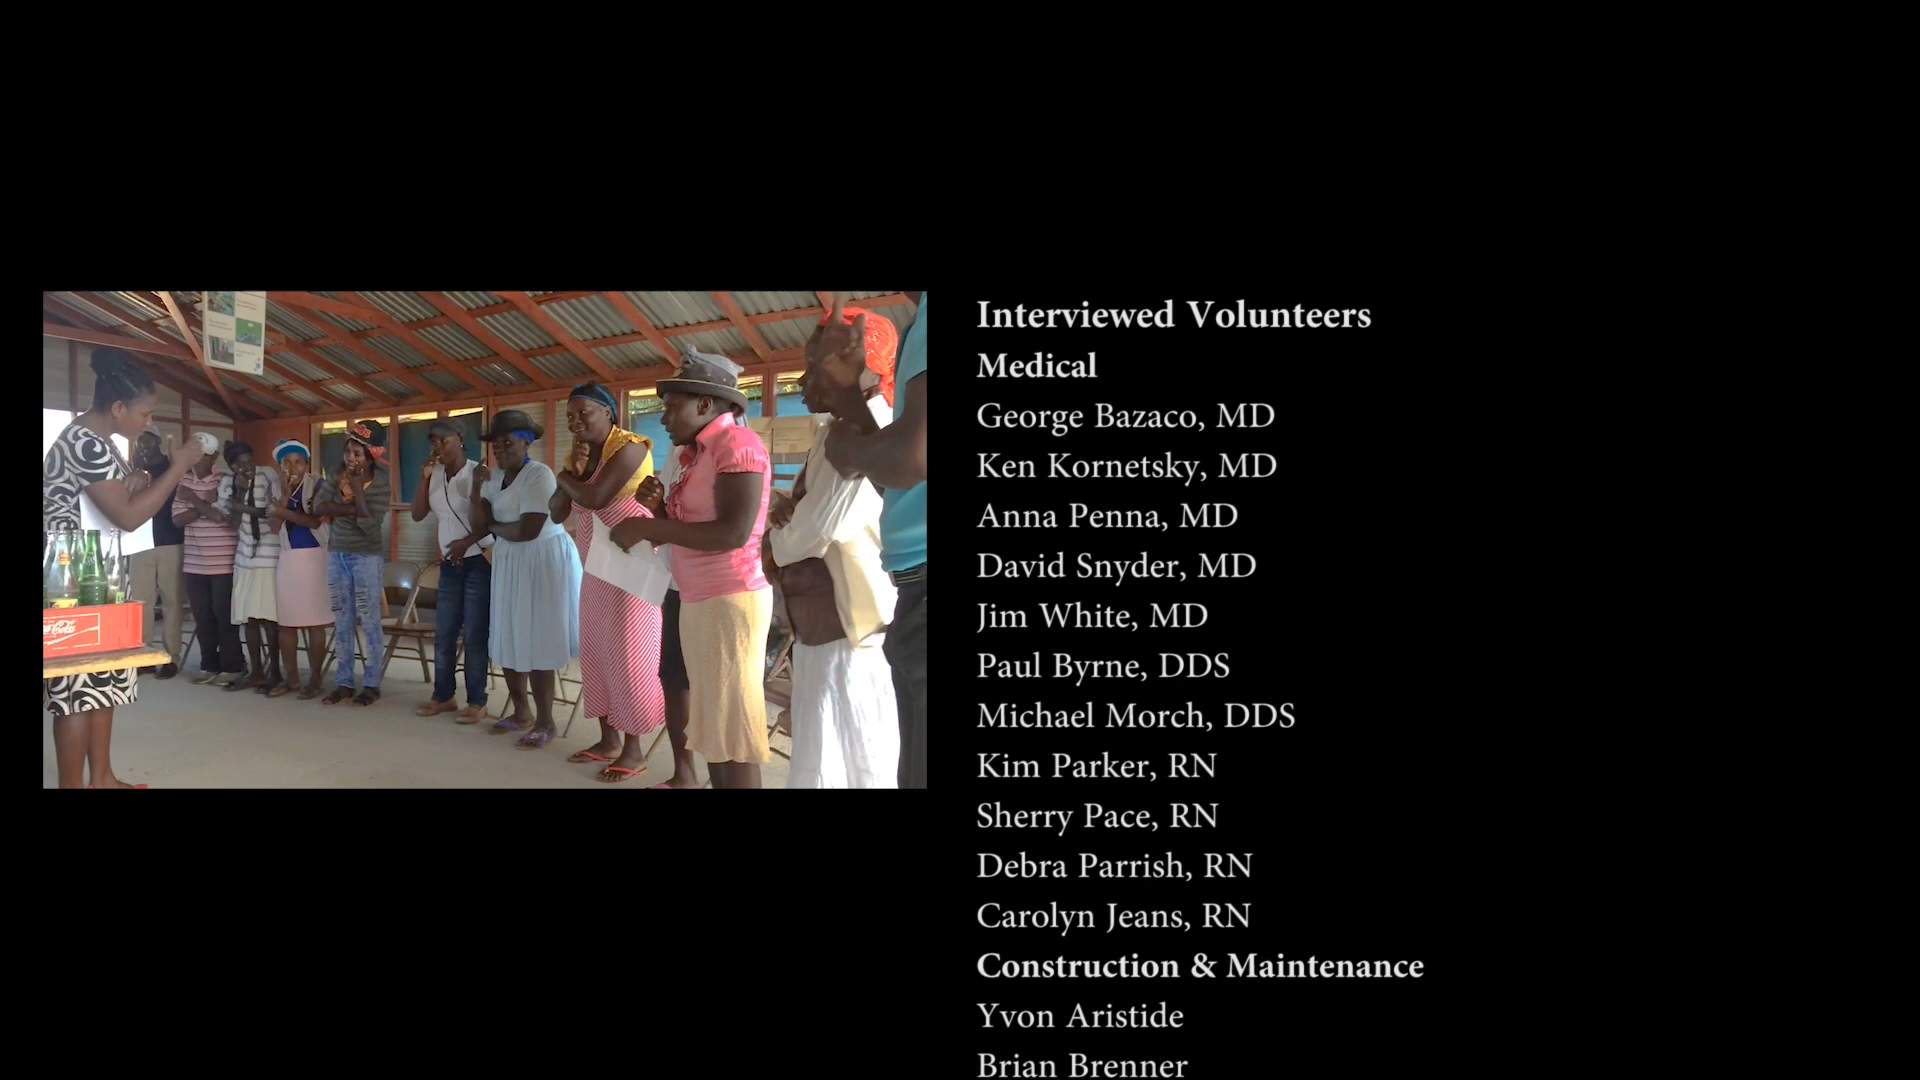 Interviewed Volunteers
Medical
George Bazaco, MD
Ken Kornetsky, MD
Anna Penna, MD
David Snyder, MD
Jim White, MD
Paul Byrne, DDS
Michael Morch, DDS
Kim Parker, RN
Sherry Pace, RN
Debra Parrish, RN
Carolyn Jeans, RN
Construction & Maintenance
Yvon Aristide
Brian Brenner